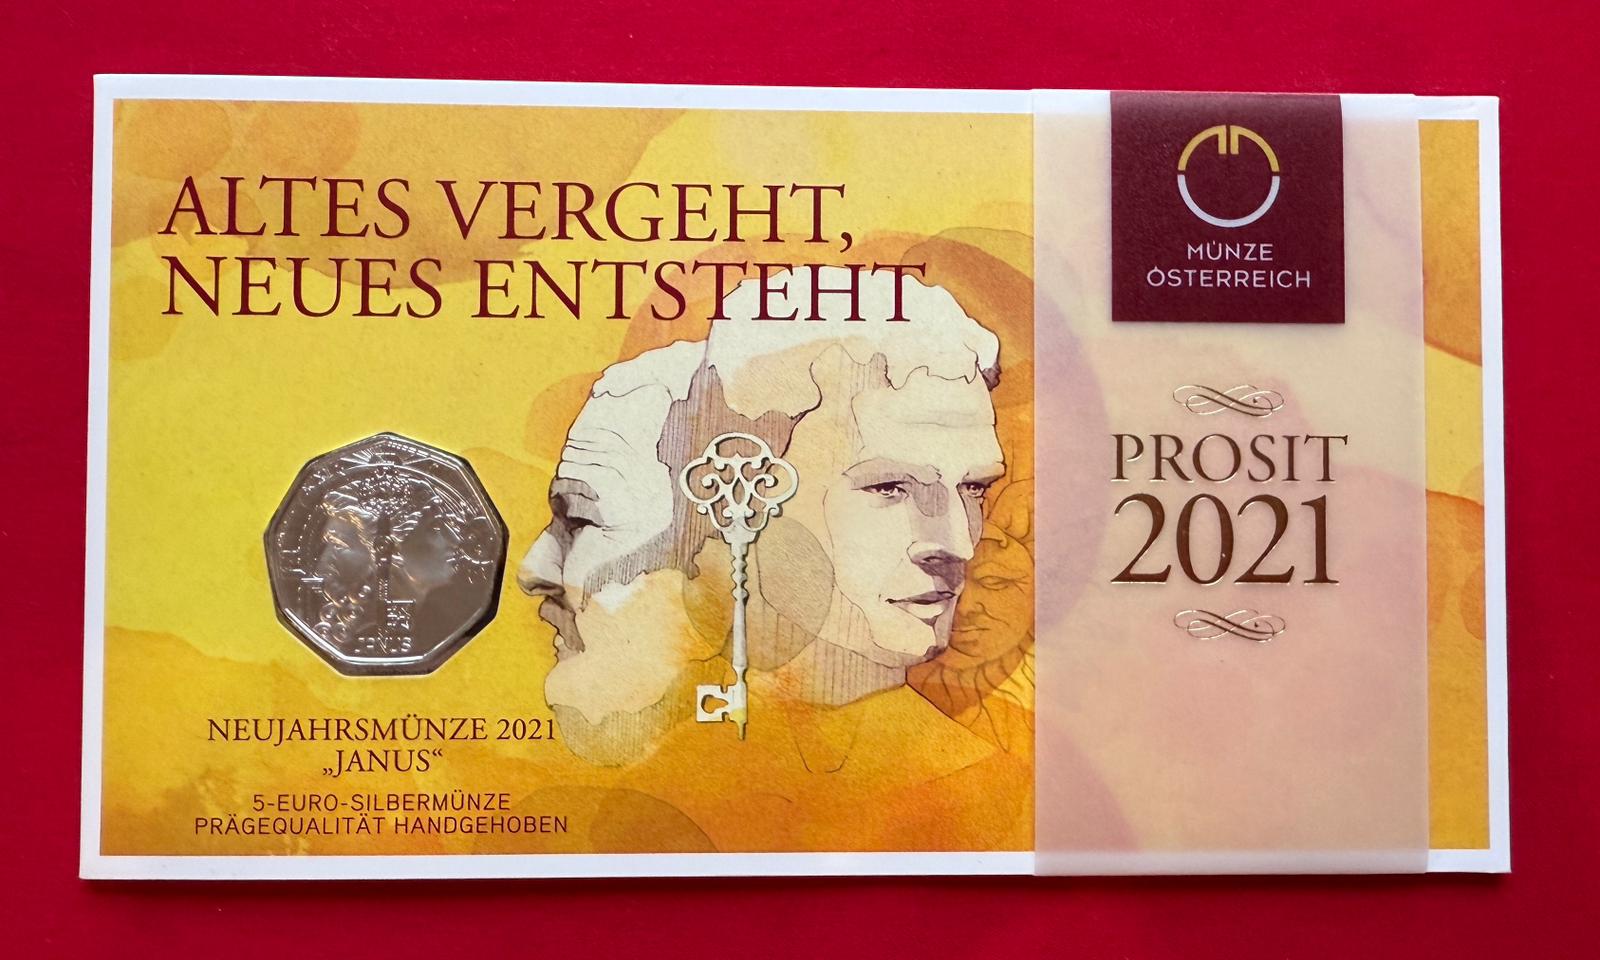 ALTES VERGEHT,
NEUES ENTSTEHT
JANUS
NEUJAHRSMÜNZE 2021
„JANUS“
5-EURO-SILBERMÜNZE
PRÄGEQUALITÄT HANDGEHOBEN
MÜNZE
ÖSTERREICH
PROSIT
2021